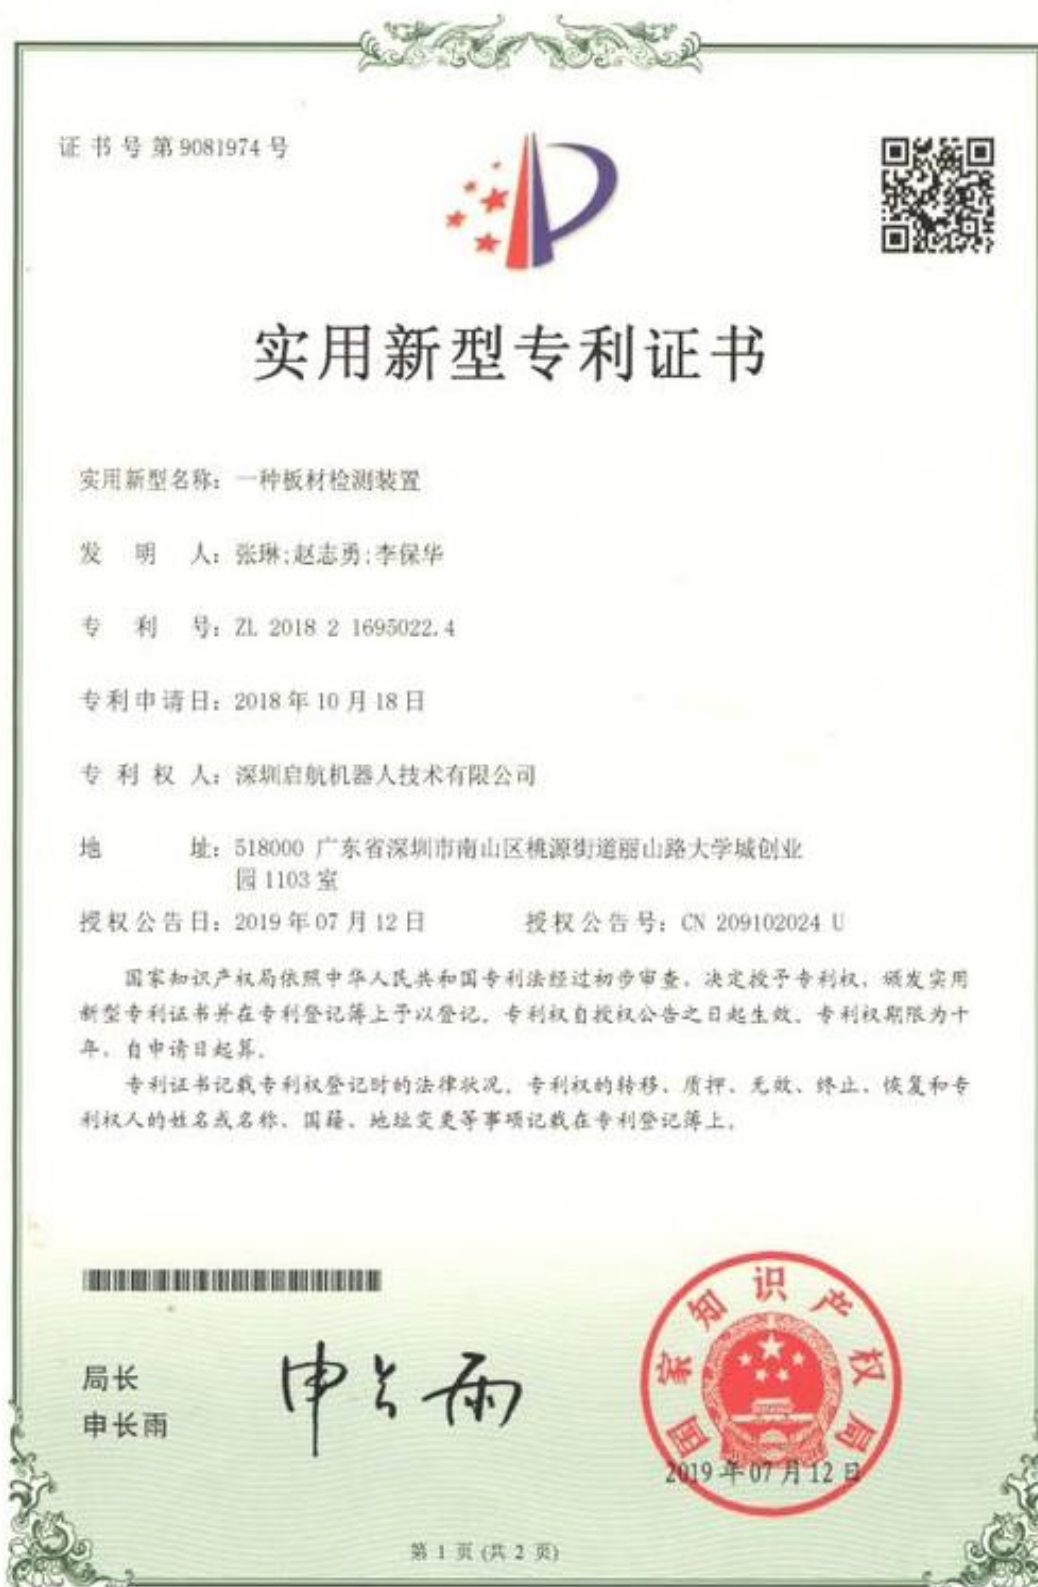 证书号第9081974号
实用新型专利证书
实用新型名称：一种板材检测装置
发明人：张琳;赵志勇;李保华
专利号：ZL 2018 2 1695022.4
专利申请日：2018年10月18日
专利权人：深圳启航机器人技术有限公司
地址：518000 广东省深圳市南山区桃源街道丽山路大学城创业
园1103室
授权公告日：2019年07月12日 授权公告号：CN 209102024 U
国家知识产权局依照中华人民共和国专利法经过初步审查，决定授予专利权，颁发实用
新型专利证书并在专利登记簿上予以登记。专利权自授权公告之日起生效。专利权期限为十
年，自申请日起算。
专利证书记载专利权登记时的法律状况。专利权的转移、质押、无效、终止、恢复和专
利权人的姓名或名称、国籍、地址变更等事项记载在专利登记簿上。
局长
申长雨
申长雨
国家知识产权局
2019年07月12日
第 1 页 (共 2 页)